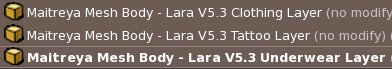 Maitreya Mesh Body - Lara V5.3 Clothing Layer (no modify
Maitreya Mesh Body - Lara V5.3 Tattoo Layer (no modify) (
Maitreya Mesh Body - Lara V5.3 Underwear Layer